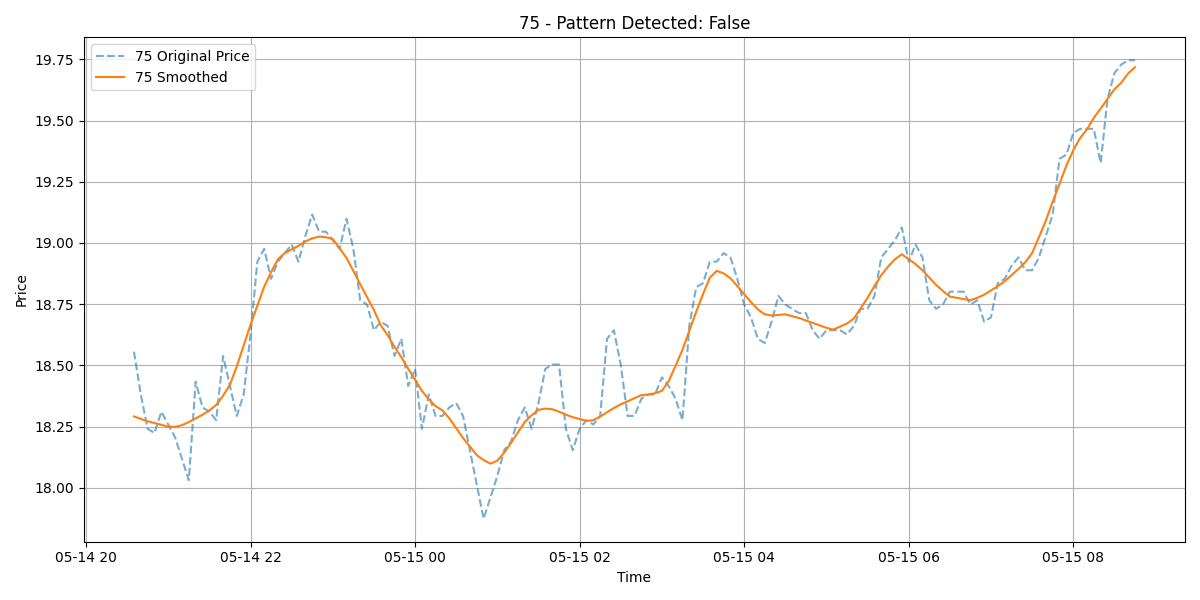 75 - Pattern Detected: False
75 Original Price
75 Smoothed
Price
19.75
19.50
19.25
19.00
18.75
18.50
18.25
18.00
05-14 20 05-14 22 05-15 00 05-15 02 05-15 04 05-15 06 05-15 08
Time